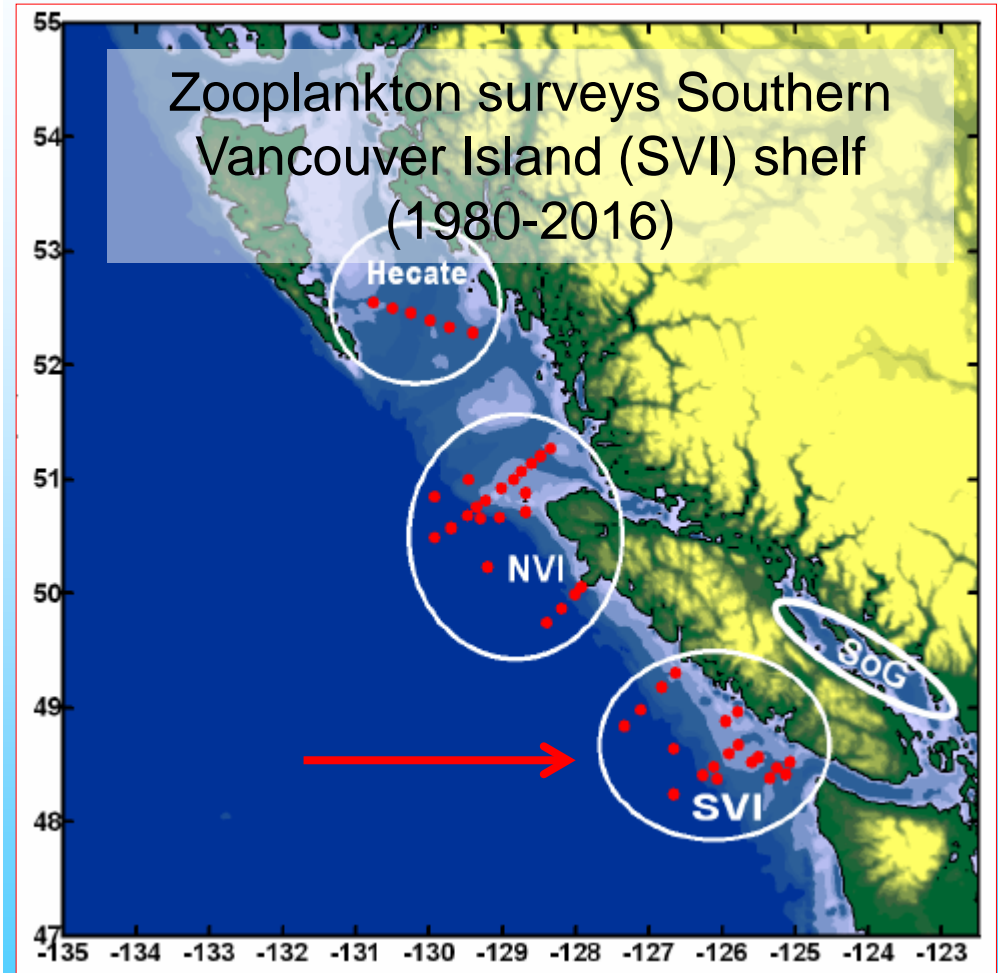 Zooplankton surveys Southern
Vancouver Island (SVI) shelf
(1980-2016)
Hecate
NVI
SoG
SVI
55
54
53
52
51
50
49
48
47
-135 -134 -133 -132 -131 -130 -129 -128 -127 -126 -125 -124 -123